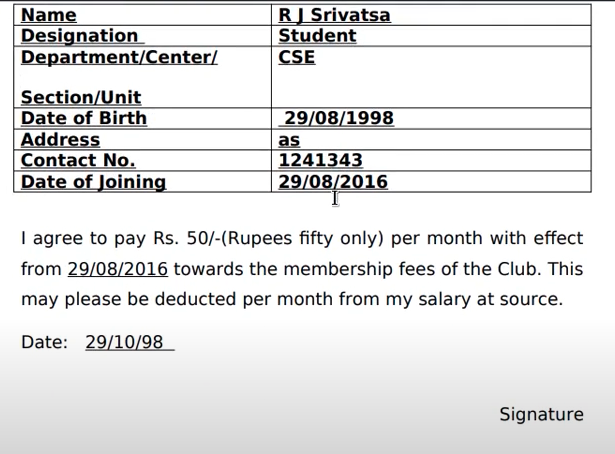 Name R J Srivatsa
Designation Student
Department/Center/ CSE
Section/Unit
Date of Birth 29/08/1998
Address as
Contact No. 1241343
Date of Joining 29/08/2016
I agree to pay Rs. 50/-(Rupees fifty only) per month with effect
from 29/08/2016 towards the membership fees of the Club. This
may please be deducted per month from my salary at source.
Date: 29/10/98
Signature